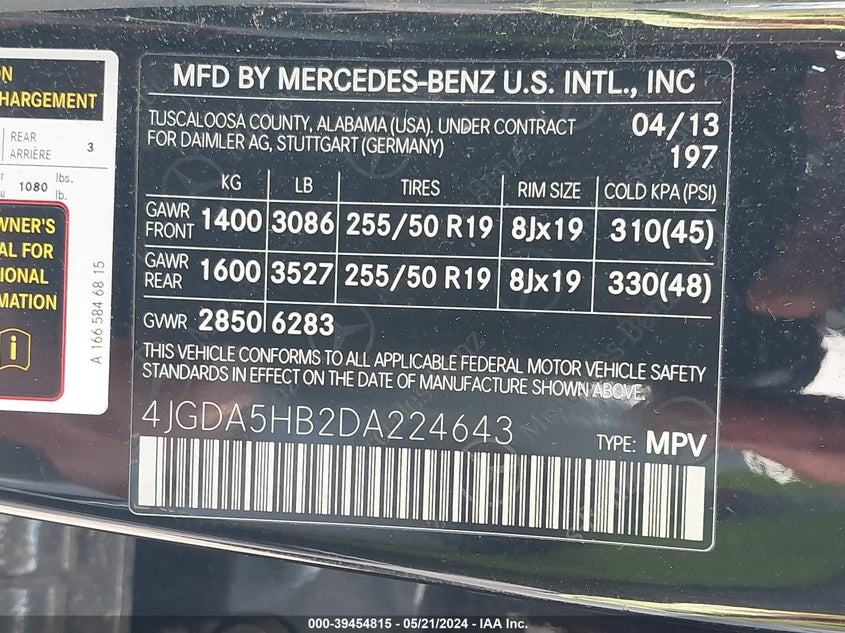 ON
CHARGEMENT
REAR
ARRIÈRE 3
1080 lbs.
lb.
OWNER'S
AL FOR
IONAL
MATION
i
A 166 584 68 15
MFD BY MERCEDES-BENZ U.S. INTL., INC
TUSCALOOSA COUNTY, ALABAMA (USA). UNDER CONTRACT
FOR DAIMLER AG, STUTTGART (GERMANY)
04/13
197
KG LB TIRES RIM SIZE COLD KPA (PSI)
GAWR FRONT 1400 3086 255/50 R19 8Jx19 310(45)
GAWR REAR 1600 3527 255/50 R19 8Jx19 330(48)
GVWR 2850 6283
THIS VEHICLE CONFORMS TO ALL APPLICABLE FEDERAL MOTOR VEHICLE SAFETY
STANDARDS IN EFFECT ON THE DATE OF MANUFACTURE SHOWN ABOVE.
4JGDA5HB2DA224643
TYPE: MPV
000-39454815 - 05/21/2024 - IAA Inc.